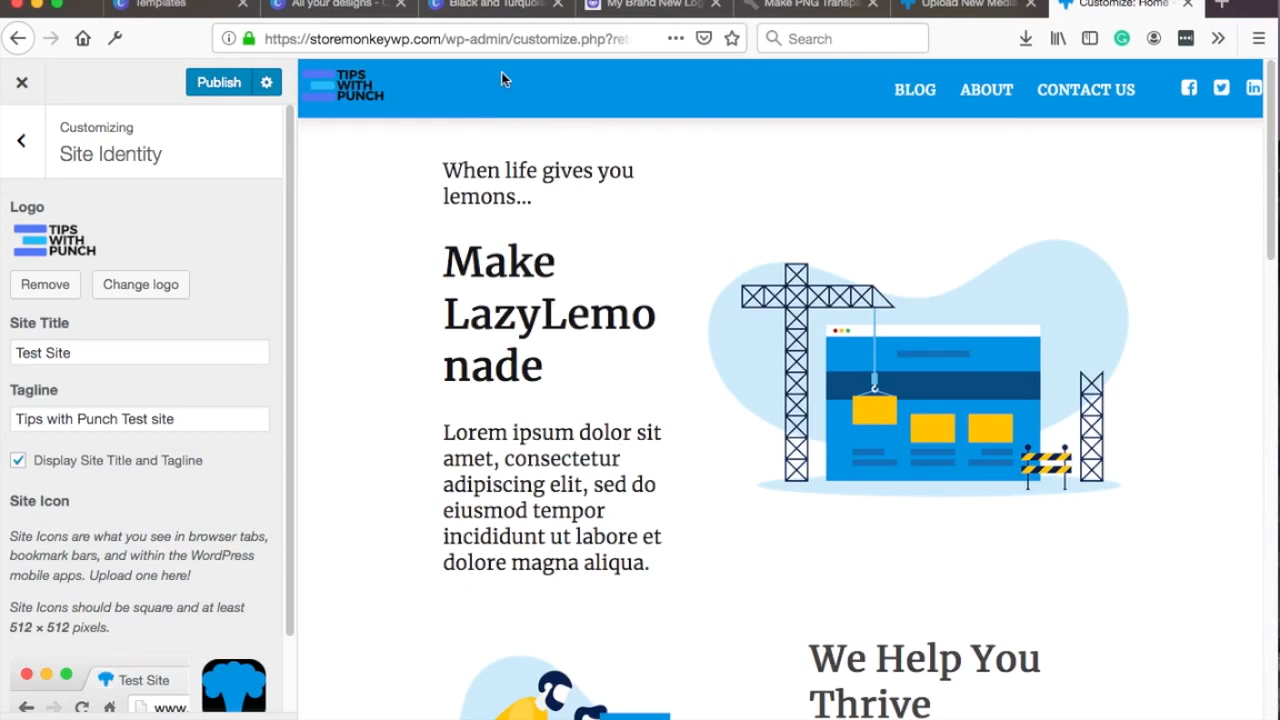 Templates
All your designs - C
Black and Turquois
My Brand New Log
Make PNG Transpa
Upload New Medi
Customize: Home -
https://storemonkeywp.com/wp-admin/customize.php?ret
Search
Publish
TIPS
WITH
PUNCH
BLOG ABOUT CONTACT US
Customizing
Site Identity
When life gives you
lemons...
Logo
TIPS
WITH
PUNCH
Remove
Change logo
Make
LazyLemo
nade
Site Title
Test Site
Tagline
Tips with Punch Test site
Display Site Title and Tagline
Lorem ipsum dolor sit
amet, consectetur
adipiscing elit, sed do
eiusmod tempor
incididunt ut labore et
dolore magna aliqua.
Site Icon
Site Icons are what you see in browser tabs,
bookmark bars, and within the WordPress
mobile apps. Upload one here!
Site Icons should be square and at least
512 × 512 pixels.
Test Site
www.
We Help You
Thrive